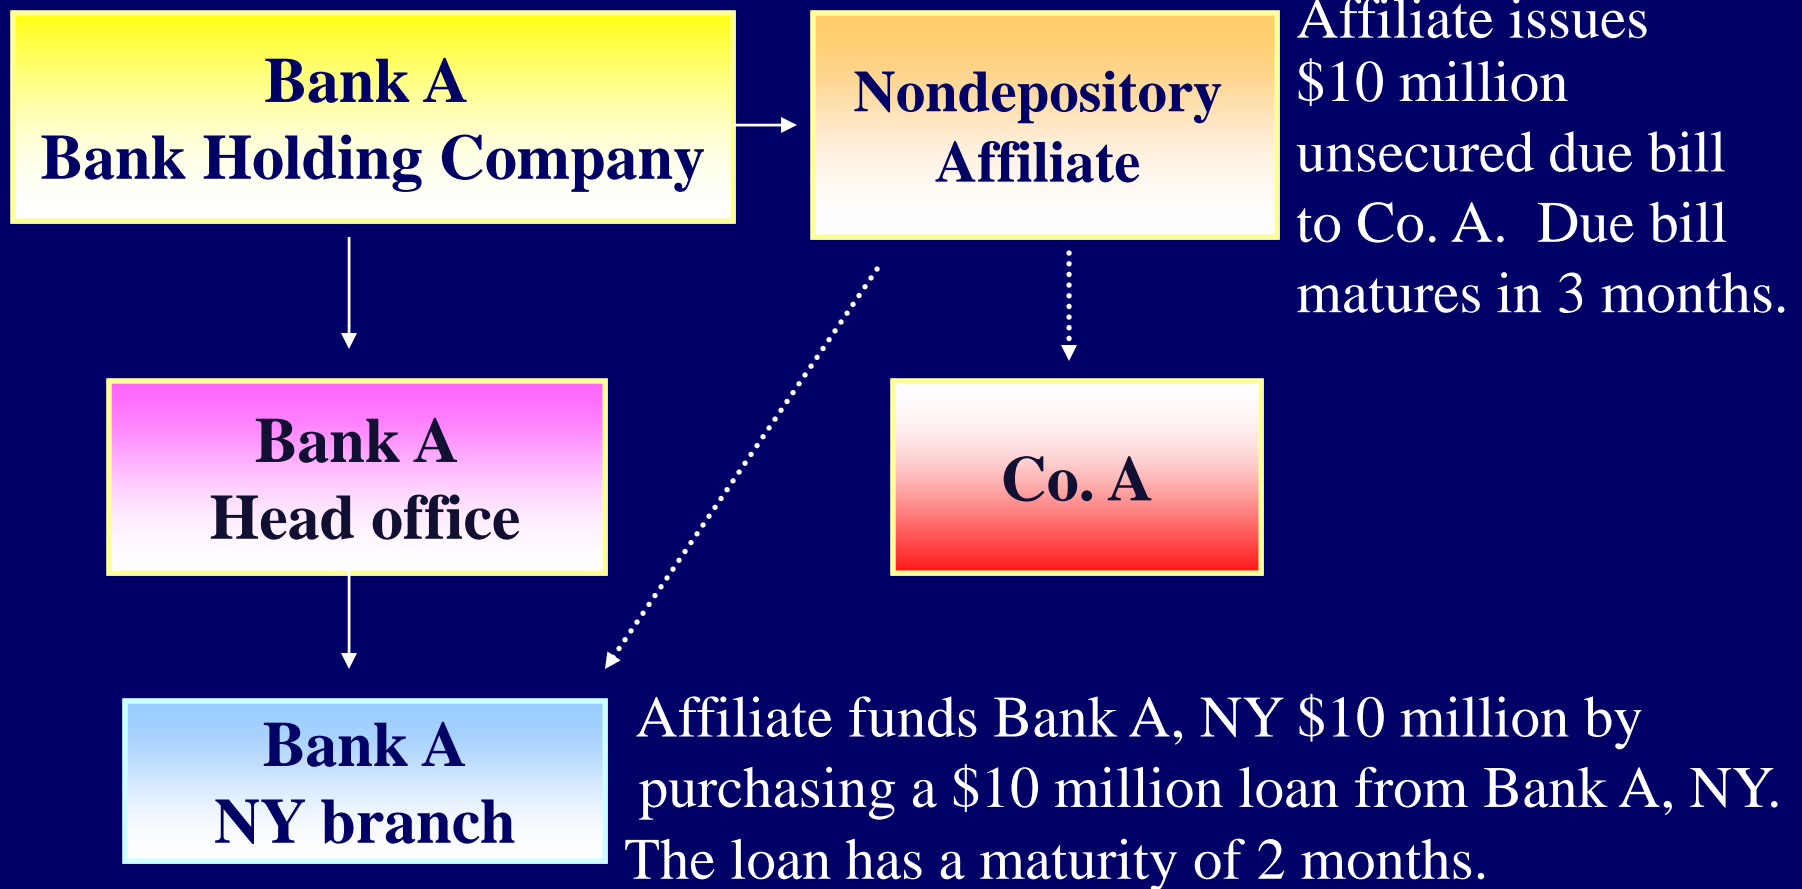 Bank A
Bank Holding Company
Nondepository
Affiliate
Affiliate issues
$10 million
unsecured due bill
to Co. A. Due bill
matures in 3 months.
Bank A
Head office
Co. A
Bank A
NY branch
Affiliate funds Bank A, NY $10 million by
purchasing a $10 million loan from Bank A, NY.
The loan has a maturity of 2 months.